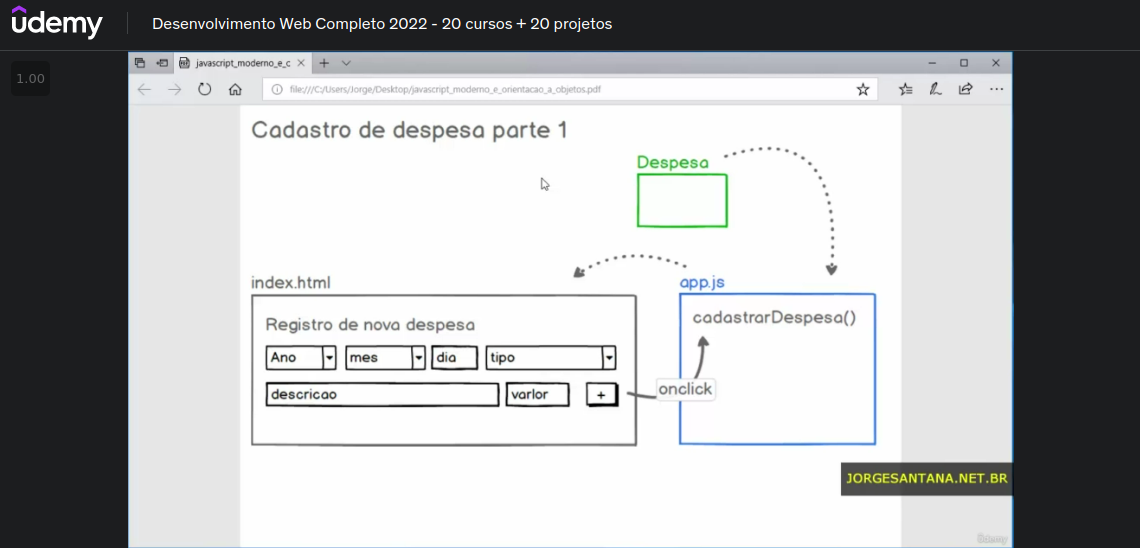 udemy
Desenvolvimento Web Completo 2022 - 20 cursos + 20 projetos
1.00
javascript_moderno_e_c
file:///C:/Users/Jorge/Desktop/javascript_moderno_e_orientacao_a_objetos.pdf
Cadastro de despesa parte 1
Despesa
index.html
app.js
Registro de nova despesa
cadastrarDespesa()
Ano
mes
dia
tipo
onclick
descricao
varlor
+
JORGESANTANA.NET.BR
Udemy